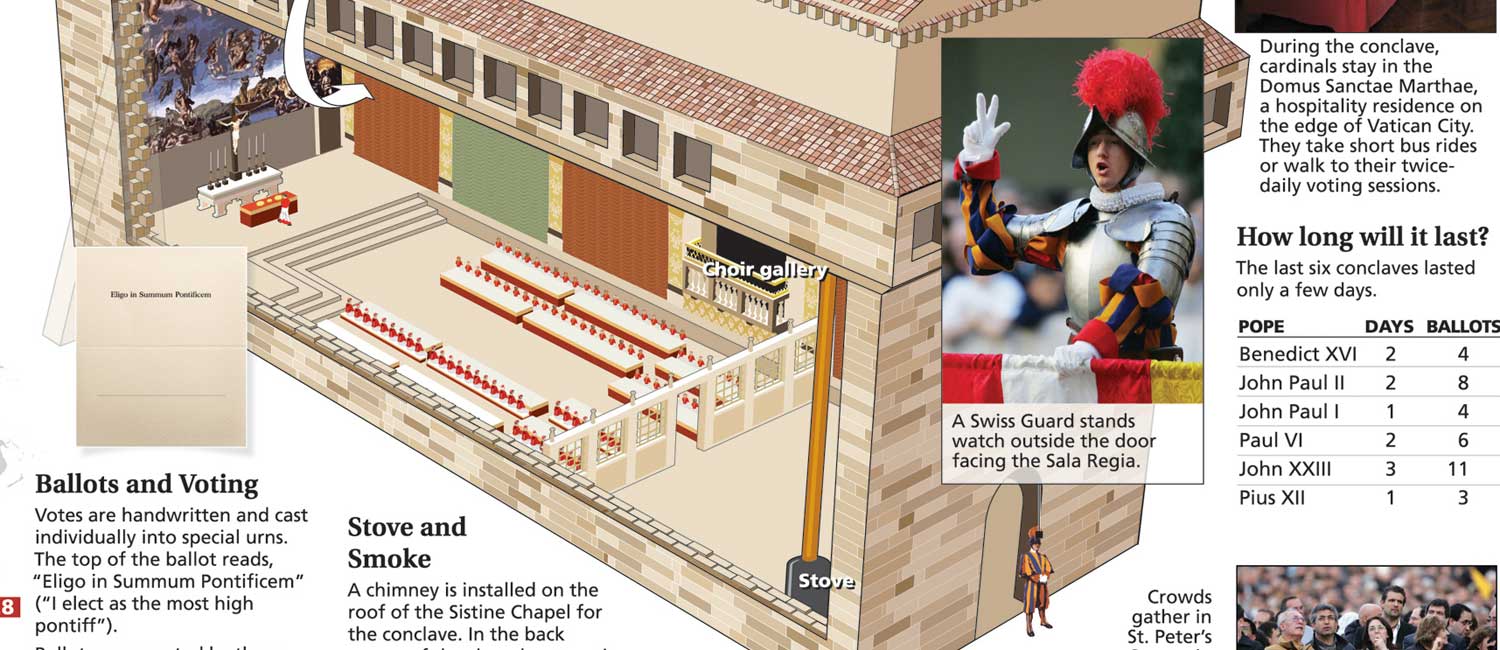 Choir gallery
Stove
Eligo in Summum Pontificem
8
Ballots and Voting
Votes are handwritten and cast
individually into special urns.
The top of the ballot reads,
“Eligo in Summum Pontificem”
(“I elect as the most high
pontiff”).
Stove and
Smoke
A chimney is installed on the
roof of the Sistine Chapel for
the conclave. In the back
A Swiss Guard stands
watch outside the door
facing the Sala Regia.
During the conclave,
cardinals stay in the
Domus Sanctae Marthae,
a hospitality residence on
the edge of Vatican City.
They take short bus rides
or walk to their twice-
daily voting sessions.
How long will it last?
The last six conclaves lasted
only a few days.
POPE DAYS BALLOTS
Benedict XVI 2 4
John Paul II 2 8
John Paul I 1 4
Paul VI 2 6
John XXIII 3 11
Pius XII 1 3
Crowds
gather in
St. Peter’s